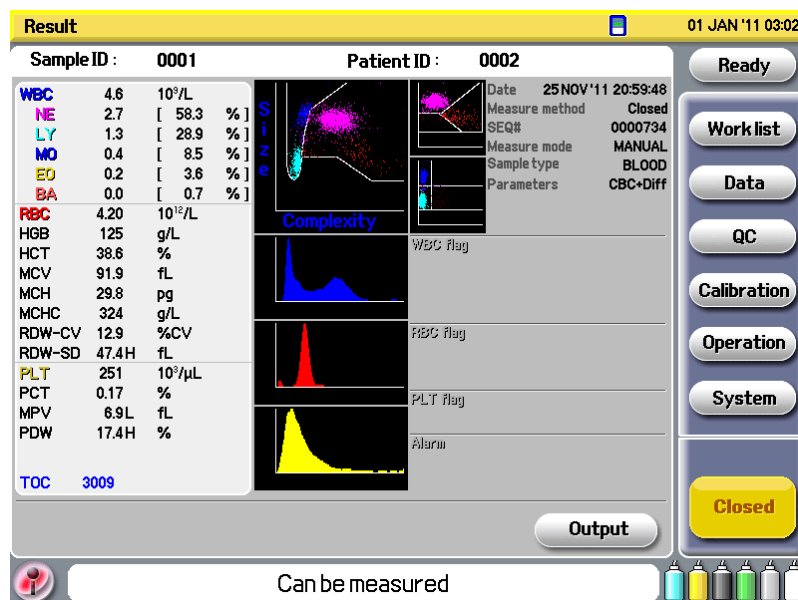 Result 01 JAN '11 03:02
Sample ID : 0001 Patient ID : 0002
WBC 4.6 10³/L
NE 2.7 [ 58.3 % ]
LY 1.3 [ 28.9 % ]
MO 0.4 [ 8.5 % ]
EO 0.2 [ 3.6 % ]
BA 0.0 [ 0.7 % ]
RBC 4.20 10¹²/L
HGB 125 g/L
HCT 38.6 %
MCV 91.9 fL
MCH 29.8 pg
MCHC 324 g/L
RDW-CV 12.9 %CV
RDW-SD 47.4 H fL
PLT 251 10³/µL
PCT 0.17 %
MPV 6.9 L fL
PDW 17.4 H %
TOC 3009
Size
Complexity
Date 25 NOV '11 20:59:48
Measure method Closed
SEQ# 0000734
Measure mode MANUAL
Sample type BLOOD
Parameters CBC+Diff
WBC flag
RBC flag
PLT flag
Alarm
Output
Ready
Work list
Data
QC
Calibration
Operation
System
Closed
Can be measured